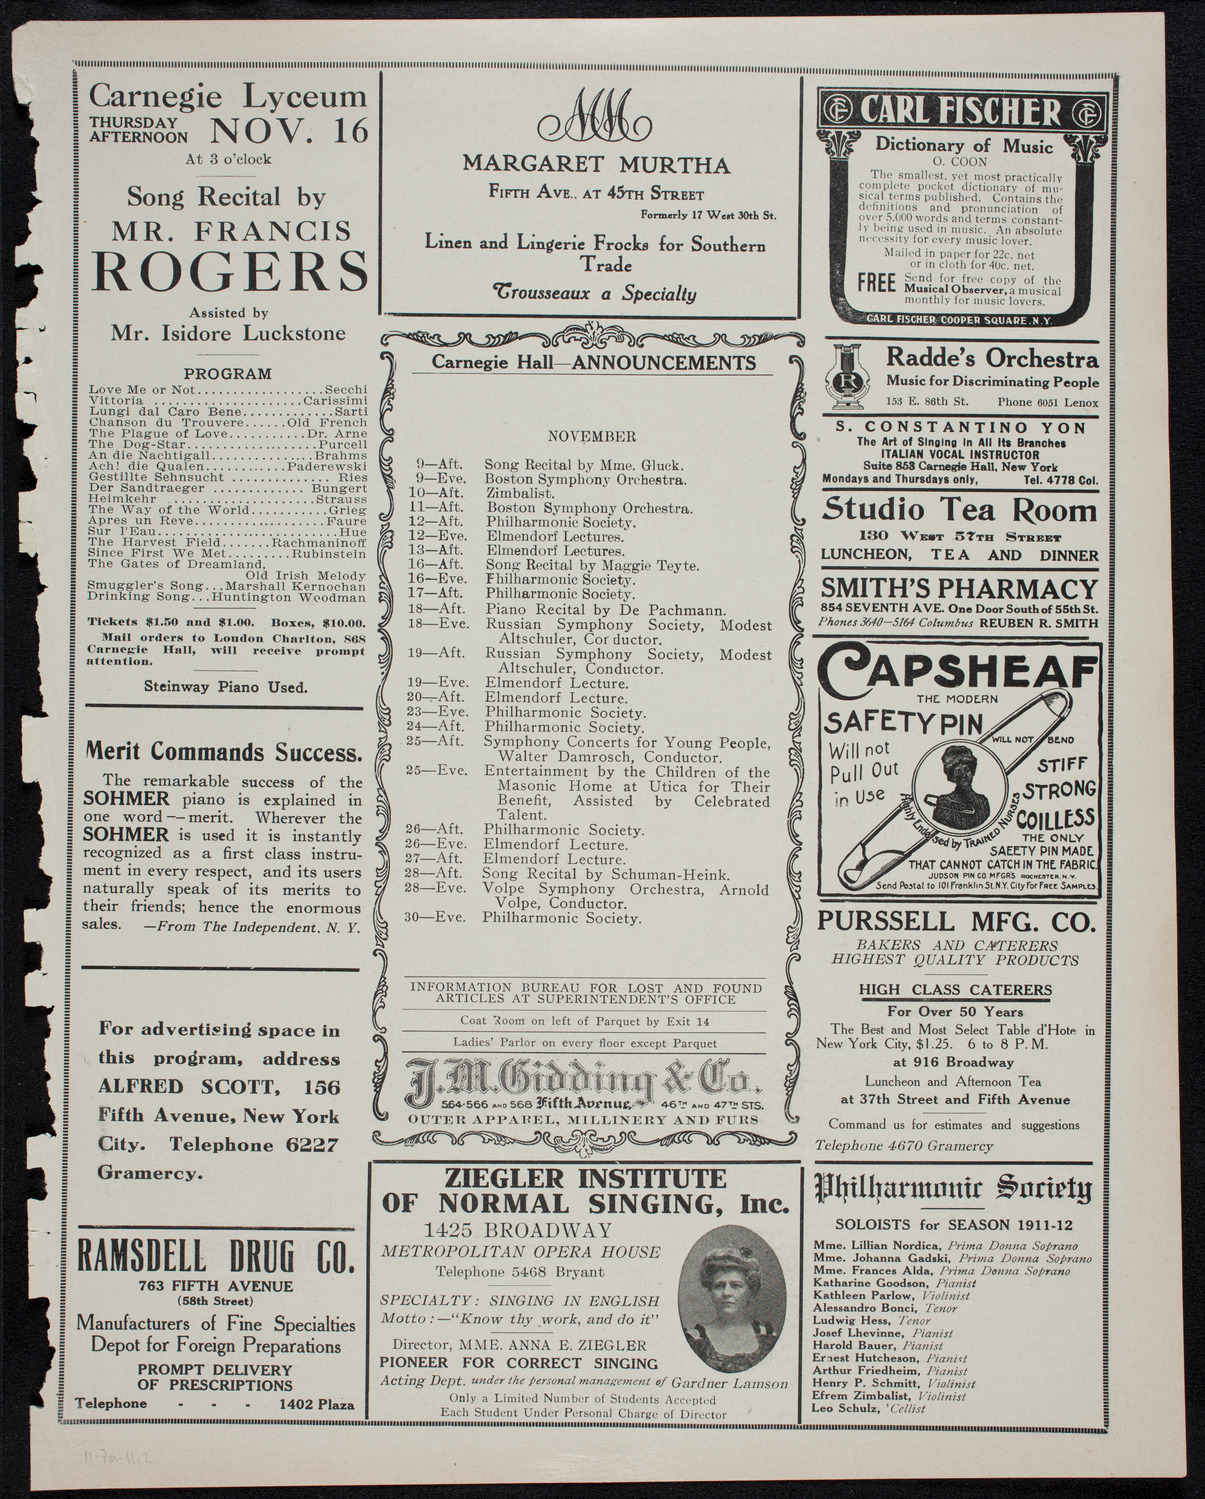 Carnegie Lyceum
THURSDAY
AFTERNOON NOV. 16
At 3 o'clock
Song Recital by
MR. FRANCIS
ROGERS
Assisted by
Mr. Isidore Luckstone
PROGRAM
Love Me or Not..................Secchi
Vittoria ....................Carissimi
Lungi dal Caro Bene.............Sarti
Chanson du Trouvere......Old French
The Plague of Love...........Dr. Arne
The Dog-Star....................Purcell
An die Nachtigall...............Brahms
Ach! die Qualen............Paderewski
Gestillte Sehnsucht ............. Ries
Der Sandtraeger ............ Bungert
Heimkehr .....................Strauss
The Way of the World...........Grieg
Apres un Reve....................Faure
Sur l'Eau..........................Hue
The Harvest Field.......Rachmaninoff
Since First We Met.........Rubinstein
The Gates of Dreamland,
Old Irish Melody
Smuggler's Song...Marshall Kernochan
Drinking Song...Huntington Woodman
Tickets $1.50 and $1.00. Boxes, $10.00.
Mail orders to Loudon Charlton, 868
Carnegie Hall, will receive prompt
attention.
Steinway Piano Used.
Merit Commands Success.
The remarkable success of the
SOHMER piano is explained in
one word—merit. Wherever the
SOHMER is used it is instantly
recognized as a first class instru-
ment in every respect, and its users
naturally speak of its merits to
their friends; hence the enormous
sales. —From The Independent, N. Y.
For advertising space in
this program, address
ALFRED SCOTT, 156
Fifth Avenue, New York
City. Telephone 6227
Gramercy.
RAMSDELL DRUG CO.
763 FIFTH AVENUE
(58th Street)
Manufacturers of Fine Specialties
Depot for Foreign Preparations
PROMPT DELIVERY
OF PRESCRIPTIONS
Telephone - - - 1402 Plaza
MM
MARGARET MURTHA
FIFTH AVE., AT 45TH STREET
Formerly 17 West 30th St.
Linen and Lingerie Frocks for Southern
Trade
Trousseaux a Specialty
Carnegie Hall—ANNOUNCEMENTS
NOVEMBER
9—Aft. Song Recital by Mme. Gluck.
9—Eve. Boston Symphony Orchestra.
10—Aft. Zimbalist.
11—Aft. Boston Symphony Orchestra.
12—Aft. Philharmonic Society.
12—Eve. Elmendorf Lectures.
13—Aft. Elmendorf Lectures.
16—Aft. Song Recital by Maggie Teyte.
16—Eve. Philharmonic Society.
17—Aft. Philharmonic Society.
18—Aft. Piano Recital by De Pachmann.
18—Eve. Russian Symphony Society, Modest
Altschuler, Conductor.
19—Aft. Russian Symphony Society, Modest
Altschuler, Conductor.
19—Eve. Elmendorf Lecture.
20—Aft. Elmendorf Lecture.
23—Eve. Philharmonic Society.
24—Aft. Philharmonic Society.
25—Aft. Symphony Concerts for Young People,
Walter Damrosch, Conductor.
25—Eve. Entertainment by the Children of the
Masonic Home at Utica for Their
Benefit, Assisted by Celebrated
Talent.
26—Aft. Philharmonic Society.
26—Eve. Elmendorf Lecture.
27—Aft. Elmendorf Lecture.
28—Aft. Song Recital by Schuman-Heink.
28—Eve. Volpe Symphony Orchestra, Arnold
Volpe, Conductor.
30—Eve. Philharmonic Society.
INFORMATION BUREAU FOR LOST AND FOUND
ARTICLES AT SUPERINTENDENT'S OFFICE
Coat Room on left of Parquet by Exit 14
Ladies' Parlor on every floor except Parquet
J.M. Gidding & Co.
564-566 AND 568 Fifth Avenue, 46TH AND 47TH STS.
OUTER APPAREL, MILLINERY AND FURS
ZIEGLER INSTITUTE
OF NORMAL SINGING, Inc.
1425 BROADWAY
METROPOLITAN OPERA HOUSE
Telephone 5468 Bryant
SPECIALTY: SINGING IN ENGLISH
Motto:—"Know thy work, and do it"
Director, MME. ANNA E. ZIEGLER
PIONEER FOR CORRECT SINGING
Acting Dept. under the personal management of Gardner Lamson
Only a Limited Number of Students Accepted
Each Student Under Personal Charge of Director
CF CARL FISCHER CF
Dictionary of Music
O. COON
The smallest, yet most practically
complete pocket dictionary of mu-
sical terms published. Contains the
definitions and pronunciation of
over 5,000 words and terms constant-
ly being used in music. An absolute
necessity for every music lover.
Mailed in paper for 22c. net
or in cloth for 40c. net.
FREE Send for free copy of the
Musical Observer, a musical
monthly for music lovers.
CARL FISCHER COOPER SQUARE. N.Y.
R
Radde's Orchestra
Music for Discriminating People
153 E. 86th St. Phone 6051 Lenox
S. CONSTANTINO YON
The Art of Singing in All Its Branches
ITALIAN VOCAL INSTRUCTOR
Suite 853 Carnegie Hall, New York
Mondays and Thursdays only, Tel. 4778 Col.
Studio Tea Room
130 WEST 57TH STREET
LUNCHEON, TEA AND DINNER
SMITH'S PHARMACY
854 SEVENTH AVE. One Door South of 55th St.
Phones 3640—5164 Columbus REUBEN R. SMITH
CAPSHEAF
THE MODERN
SAFETY PIN
WILL NOT BEND
Will not
Pull Out
in Use
STIFF
STRONG
COILLESS
Highly Endorsed by TRAINED NURSES
THE ONLY
SAFETY PIN MADE
THAT CANNOT CATCH IN THE FABRIC
JUDSON PIN CO. MFGRS ROCHESTER, N.Y.
Send Postal to 101 Franklin St. N.Y. City For FREE SAMPLES.
PURSSELL MFG. CO.
BAKERS AND CATERERS
HIGHEST QUALITY PRODUCTS
HIGH CLASS CATERERS
For Over 50 Years
The Best and Most Select Table d'Hote in
New York City, $1.25. 6 to 8 P. M.
at 916 Broadway
Luncheon and Afternoon Tea
at 37th Street and Fifth Avenue
Command us for estimates and suggestions
Telephone 4670 Gramercy
Philharmonic Society
SOLOISTS for SEASON 1911-12
Mme. Lillian Nordica, Prima Donna Soprano
Mme. Johanna Gadski, Prima Donna Soprano
Mme. Frances Alda, Prima Donna Soprano
Katharine Goodson, Pianist
Kathleen Parlow, Violinist
Alessandro Bonci, Tenor
Ludwig Hess, Tenor
Josef Lhevinne, Pianist
Harold Bauer, Pianist
Ernest Hutcheson, Pianist
Arthur Friedheim, Pianist
Henry P. Schmitt, Violinist
Efrem Zimbalist, Violinist
Leo Schulz, 'Cellist